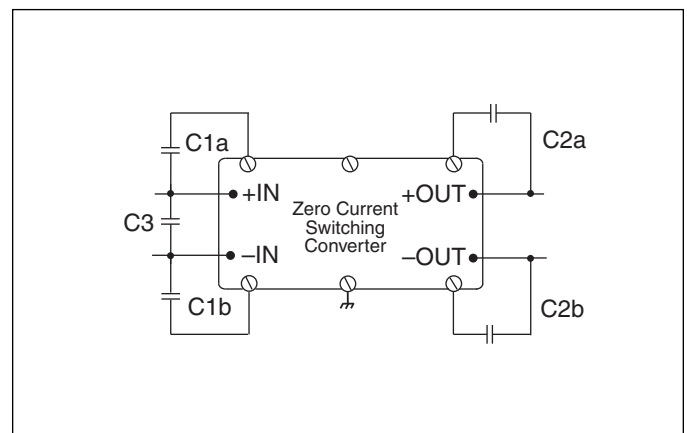 C1a
C2a
+IN
+OUT
Zero Current
Switching
Converter
C3
–IN
–OUT
C1b
C2b